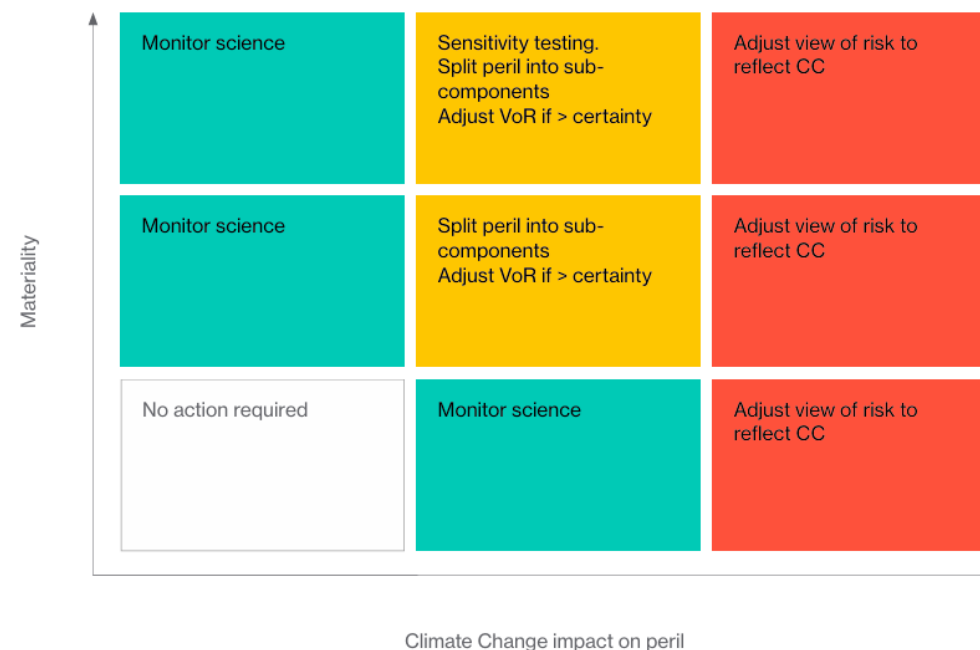 Monitor science
Sensitivity testing.
Split peril into sub-
components
Adjust VoR if > certainty
Adjust view of risk to
reflect CC
Monitor science
Split peril into sub-
components
Adjust VoR if > certainty
Adjust view of risk to
reflect CC
Materiality
No action required
Monitor science
Adjust view of risk to
reflect CC
Climate Change impact on peril